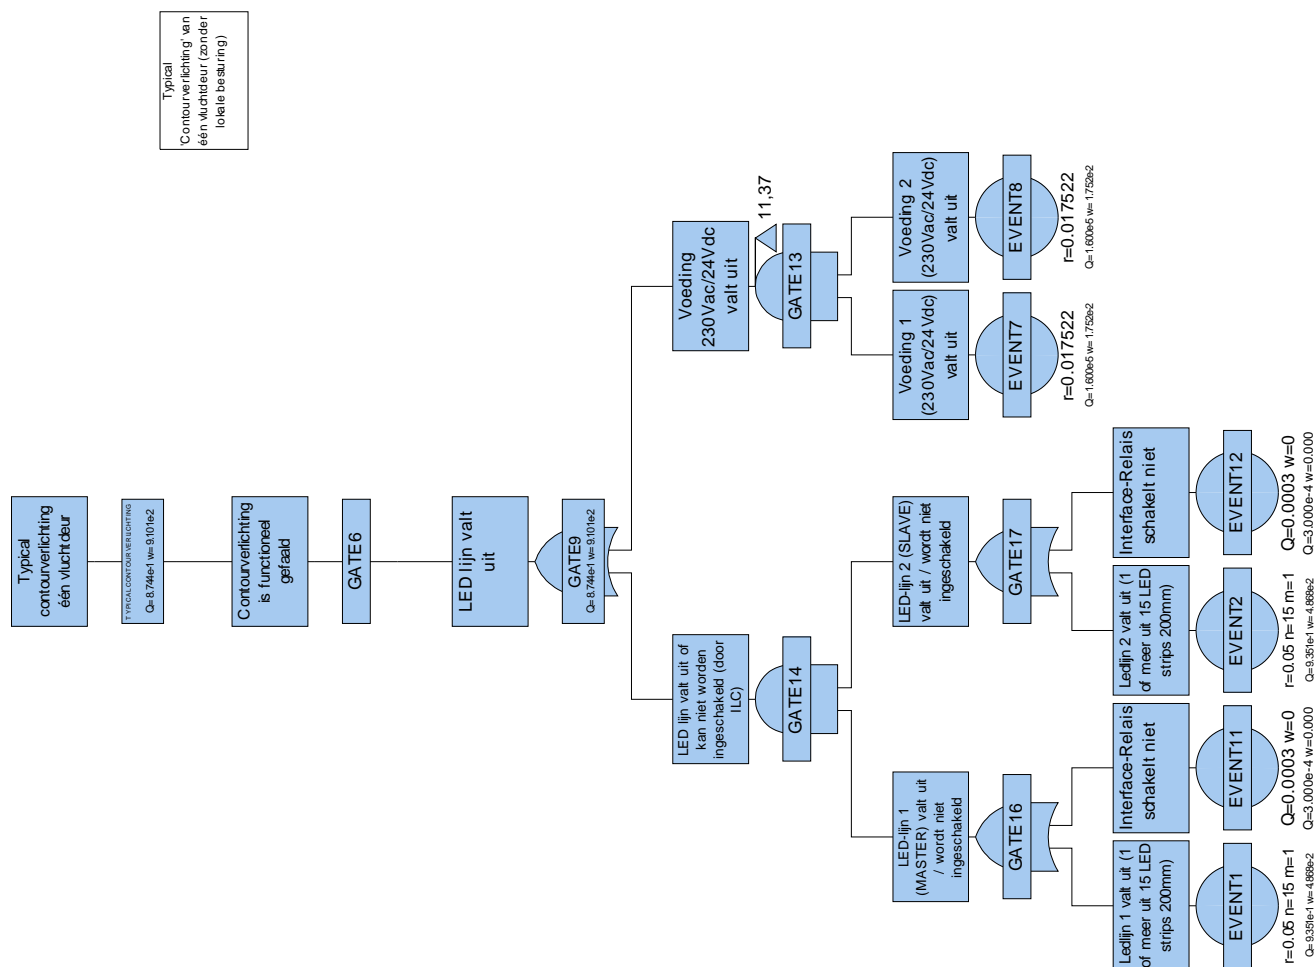 Typical
'Contourverlichting' van
één vluchtdeur (zonder
lokale besturing)
Typical
contourverlichting
één vluchtdeur
TYPICAL CONTOURVERLICHTING
Q=8.744e-1 w=9.101e-2
Contourverlichting
is functioneel
gefaald
GATE6
LED lijn valt
uit
GATE9
Q=8.744e-1 w=9.101e-2
LED lijn valt uit of
kan niet worden
ingeschakeld (door
ILC)
GATE14
Voeding
230Vac/24Vdc
valt uit
11,37
GATE13
LED-lijn 1
(MASTER) valt uit
/ wordt niet
ingeschakeld
GATE16
LED-lijn 2 (SLAVE)
valt uit / wordt niet
ingeschakeld
GATE17
Voeding 1
(230Vac/24Vdc)
valt uit
EVENT7
r=0.017522
Q=1.600e-5 w=1.752e-2
Voeding 2
(230Vac/24Vdc)
valt uit
EVENT8
r=0.017522
Q=1.600e-5 w=1.752e-2
Ledlijn 1 valt uit (1
of meer uit 15 LED
strips 200mm)
EVENT1
r=0.05 n=15 m=1
Q=9.351e-1 w=4.868e-2
Interface-Relais
schakelt niet
EVENT11
Q=0.0003 w=0
Q=3.000e-4 w=0.000
Ledlijn 2 valt uit (1
of meer uit 15 LED
strips 200mm)
EVENT2
r=0.05 n=15 m=1
Q=9.351e-1 w=4.868e-2
Interface-Relais
schakelt niet
EVENT12
Q=0.0003 w=0
Q=3.000e-4 w=0.000